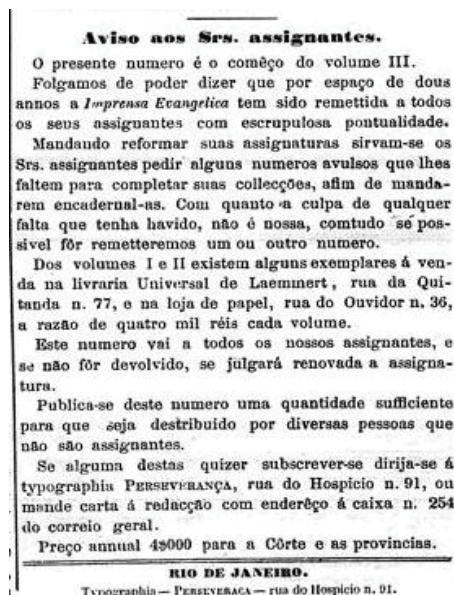 Aviso aos Srs. assignantes.
O presente numero é o comêço do volume III.
Folgamos de poder dizer que por espaço de dous
annos a Imprensa Evangelica tem sido remettida a todos
os seus assignantes com escrupulosa pontualidade.
Mandando reformar suas assignaturas sirvam-se os
Srs. assignantes pedir alguns numeros avulsos que lhes
faltem para completar suas collecções, afim de manda-
rem encadernal-as. Com quanto a culpa de qualquer
falta que tenha havido, não é nossa, comtudo se pos-
sivel fôr remetteremos um ou outro numero.
Dos volumes I e II existem alguns exemplares á ven-
da na livraria Universal de Laemmert, rua da Qui-
tanda n. 77, e na loja de papel, rua do Ouvidor n. 36,
a razão de quatro mil réis cada volume.
Este numero vai a todos os nossos assignantes, e
se não fôr devolvido, se julgará renovada a assigna-
tura.
Publica-se deste numero uma quantidade sufficiente
para que seja destribuido por diversas pessoas que
não são assignantes.
Se alguma destas quizer subscrever-se dirija-se á
typographia PERSEVERANÇA, rua do Hospicio n. 91, ou
mande carta á redacção com enderêço á caixa n. 254
do correio geral.
Preço annual 4$000 para a Côrte e as provincias.
RIO DE JANEIRO.
Typographia — PERSEVERAÇA — rua do Hospicio n. 91.